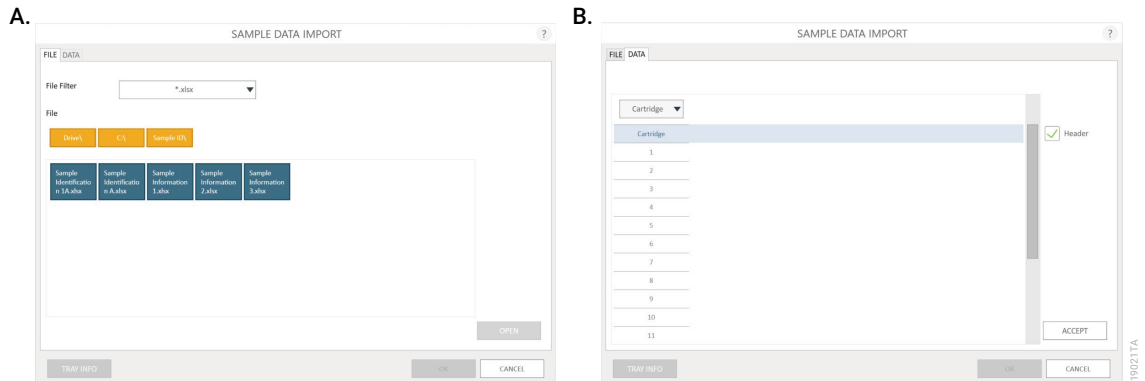 A.
SAMPLE DATA IMPORT
?
FILE DATA
File Filter
*.xlsx
File
Drive\ C:\ Sample ID\
Sample Identificatio n 1A.xlsx
Sample Identificatio n A.xlsx
Sample Information 1.xlsx
Sample Information 2.xlsx
Sample Information 3.xlsx
OPEN
TRAY INFO OK CANCEL
B.
SAMPLE DATA IMPORT
?
FILE DATA
Cartridge
Cartridge
Header
1
2
3
4
5
6
7
8
9
10
11
ACCEPT
TRAY INFO OK CANCEL
19021TA